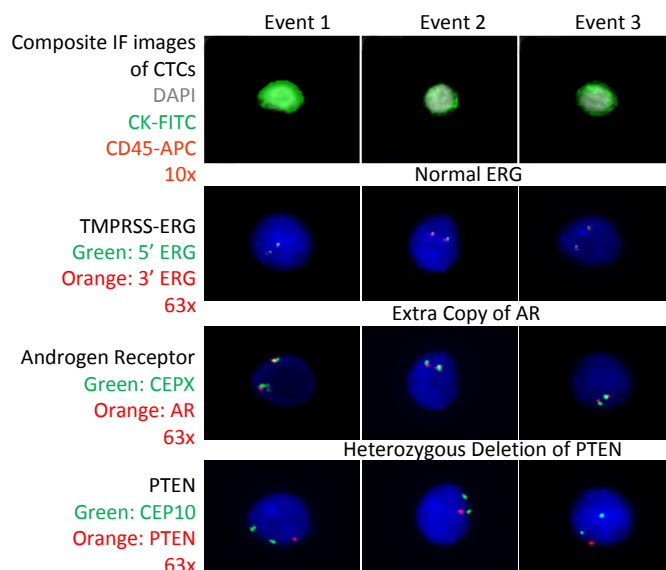 Event 1 Event 2 Event 3
Composite IF images
of CTCs
DAPI
CK-FITC
CD45-APC
10x
Normal ERG
TMPRSS-ERG
Green: 5’ ERG
Orange: 3’ ERG
63x
Extra Copy of AR
Androgen Receptor
Green: CEPX
Orange: AR
63x
Heterozygous Deletion of PTEN
PTEN
Green: CEP10
Orange: PTEN
63x